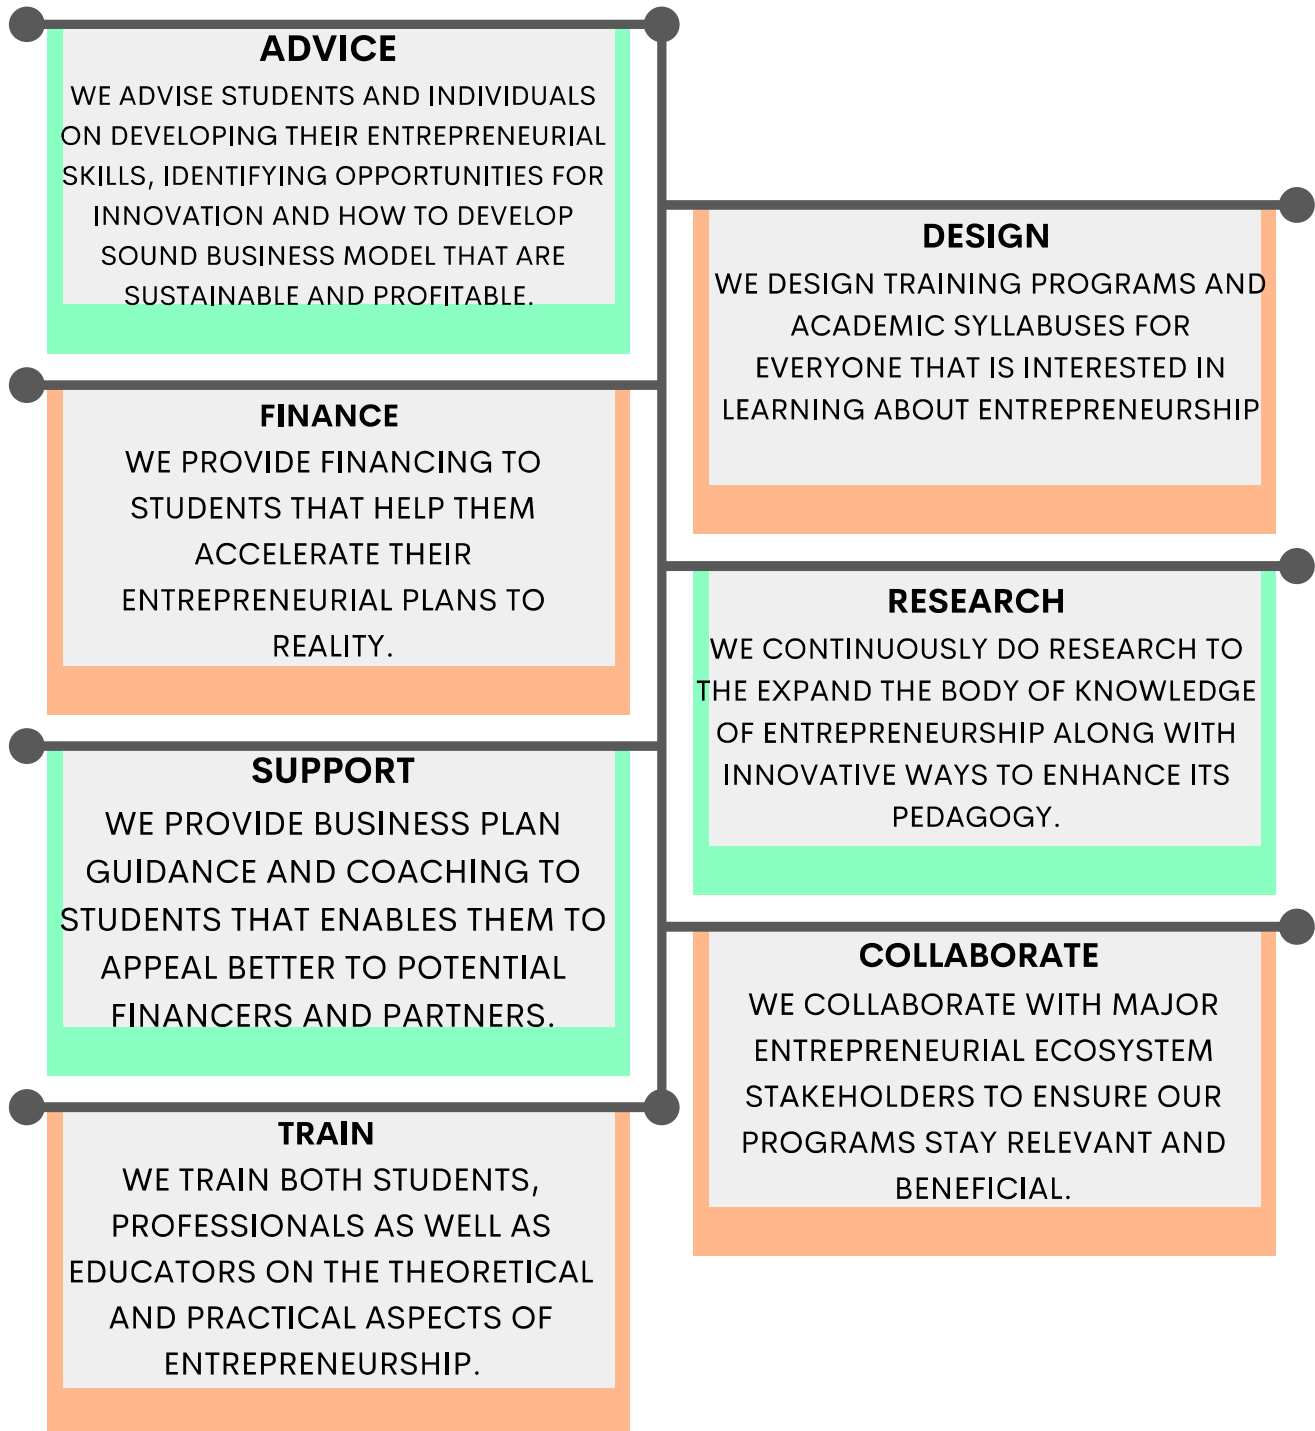 ADVICE
WE ADVISE STUDENTS AND INDIVIDUALS
ON DEVELOPING THEIR ENTREPRENEURIAL
SKILLS, IDENTIFYING OPPORTUNITIES FOR
INNOVATION AND HOW TO DEVELOP
SOUND BUSINESS MODEL THAT ARE
SUSTAINABLE AND PROFITABLE.
DESIGN
WE DESIGN TRAINING PROGRAMS AND
ACADEMIC SYLLABUSES FOR
EVERYONE THAT IS INTERESTED IN
LEARNING ABOUT ENTREPRENEURSHIP
FINANCE
WE PROVIDE FINANCING TO
STUDENTS THAT HELP THEM
ACCELERATE THEIR
ENTREPRENEURIAL PLANS TO
REALITY.
RESEARCH
WE CONTINUOUSLY DO RESEARCH TO
THE EXPAND THE BODY OF KNOWLEDGE
OF ENTREPRENEURSHIP ALONG WITH
INNOVATIVE WAYS TO ENHANCE ITS
PEDAGOGY.
SUPPORT
WE PROVIDE BUSINESS PLAN
GUIDANCE AND COACHING TO
STUDENTS THAT ENABLES THEM TO
APPEAL BETTER TO POTENTIAL
FINANCERS AND PARTNERS.
COLLABORATE
WE COLLABORATE WITH MAJOR
ENTREPRENEURIAL ECOSYSTEM
STAKEHOLDERS TO ENSURE OUR
PROGRAMS STAY RELEVANT AND
BENEFICIAL.
TRAIN
WE TRAIN BOTH STUDENTS,
PROFESSIONALS AS WELL AS
EDUCATORS ON THE THEORETICAL
AND PRACTICAL ASPECTS OF
ENTREPRENEURSHIP.